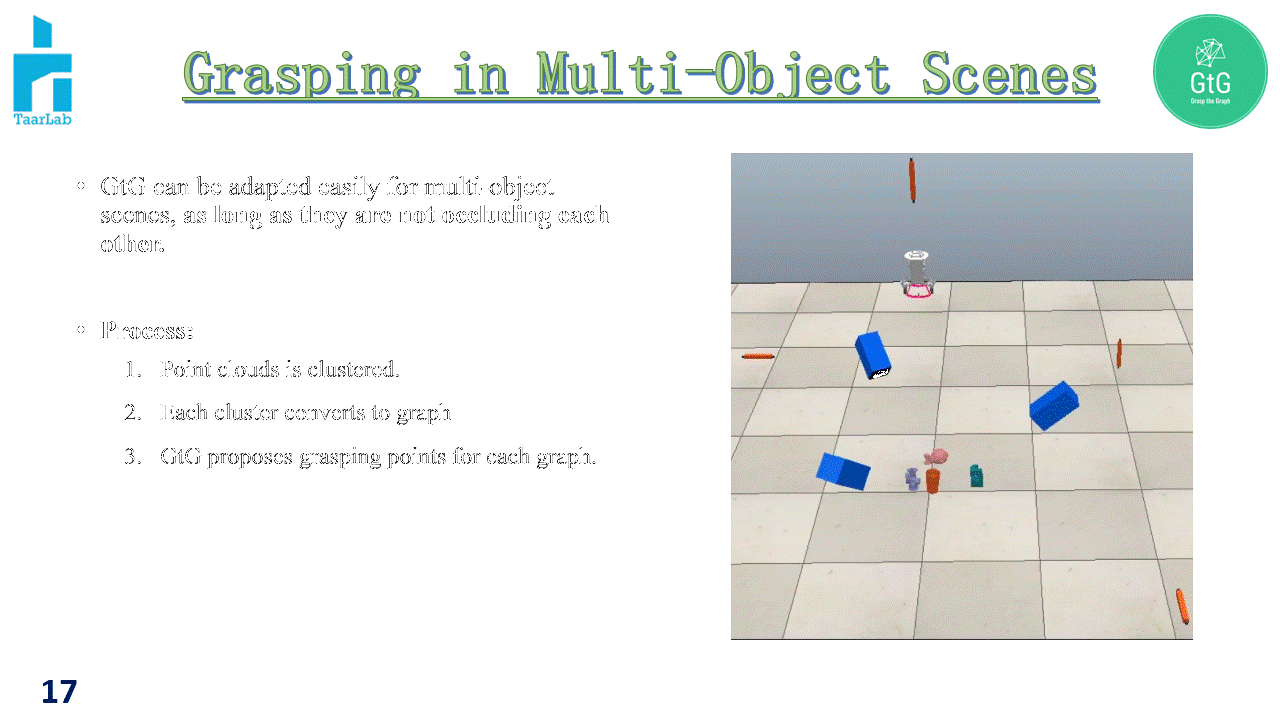 TaarLab
Grasping in Multi-Object Scenes
GtG
Grasp the Graph
• GtG can be adapted easily for multi-object
scenes, as long as they are not occluding each
other.
• Process:
1. Point clouds is clustered.
2. Each cluster converts to graph
3. GtG proposes grasping points for each graph.
17